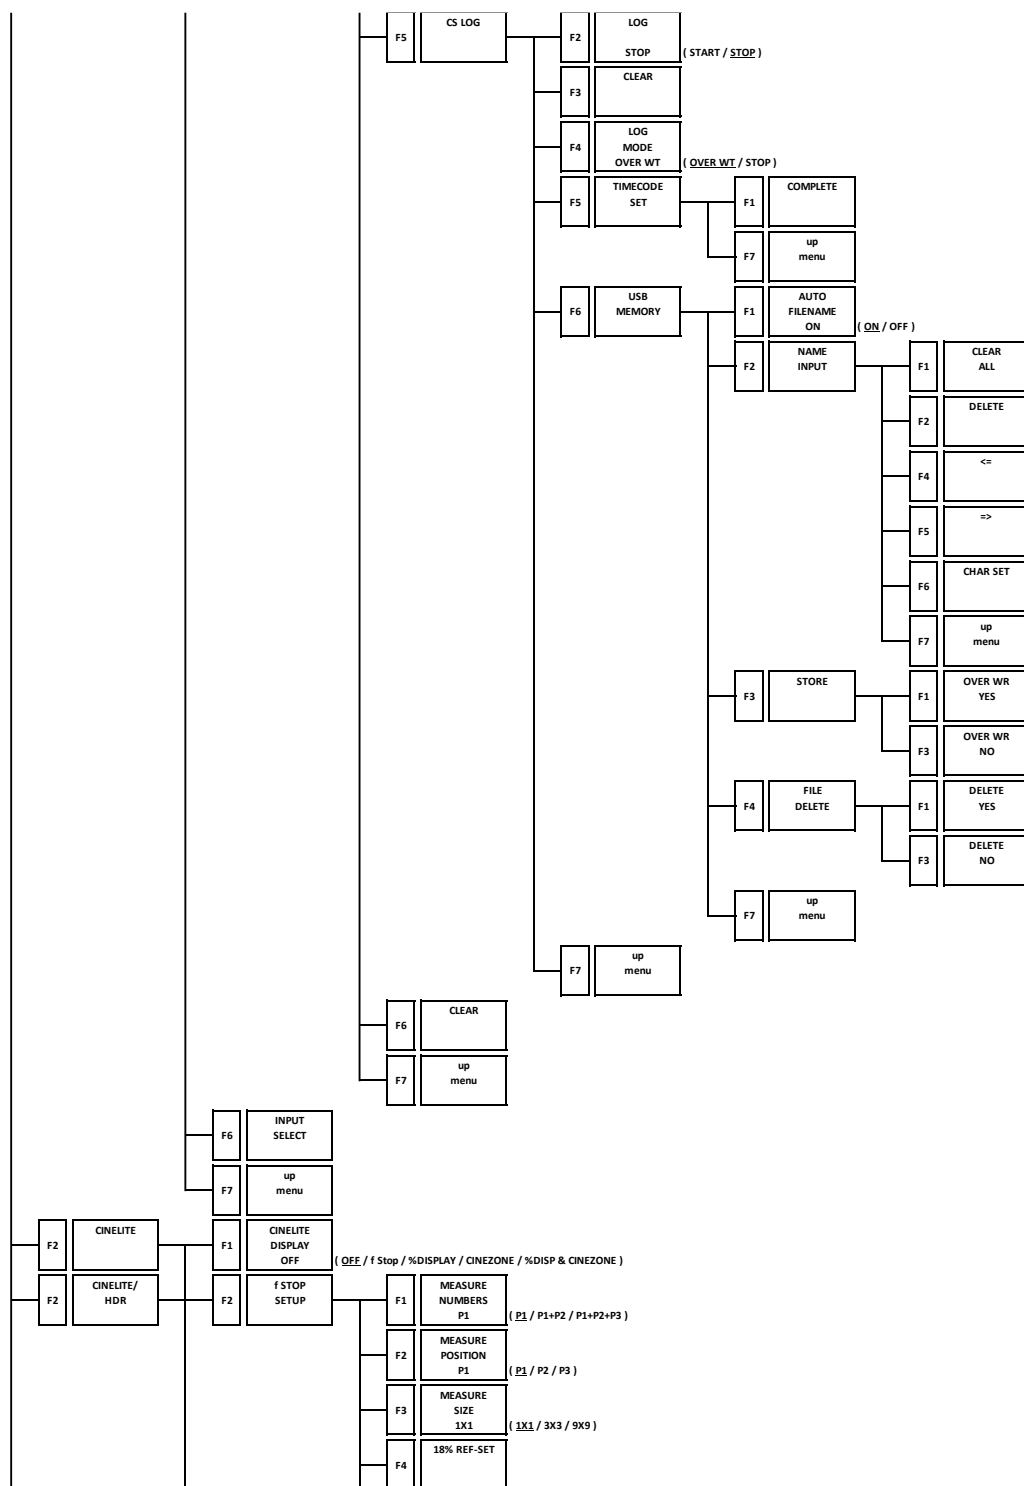 F5
CS LOG
F2
LOG
STOP
( START / STOP )
F3
CLEAR
F4
LOG
MODE
OVER WT
( OVER WT / STOP )
F5
TIMECODE
SET
F1
COMPLETE
F7
up
menu
F6
USB
MEMORY
F1
AUTO
FILENAME
ON
( ON / OFF )
F2
NAME
INPUT
F1
CLEAR
ALL
F2
DELETE
F4
<=
F5
=>
F6
CHAR SET
F7
up
menu
F3
STORE
F1
OVER WR
YES
F3
OVER WR
NO
F4
FILE
DELETE
F1
DELETE
YES
F3
DELETE
NO
F7
up
menu
F7
up
menu
F6
CLEAR
F7
up
menu
F6
INPUT
SELECT
F7
up
menu
F2
CINELITE
F1
CINELITE
DISPLAY
OFF
( OFF / f Stop / %DISPLAY / CINEZONE / %DISP & CINEZONE )
F2
CINELITE/
HDR
F2
f STOP
SETUP
F1
MEASURE
NUMBERS
P1
( P1 / P1+P2 / P1+P2+P3 )
F2
MEASURE
POSITION
P1
( P1 / P2 / P3 )
F3
MEASURE
SIZE
1X1
( 1X1 / 3X3 / 9X9 )
F4
18% REF-SET